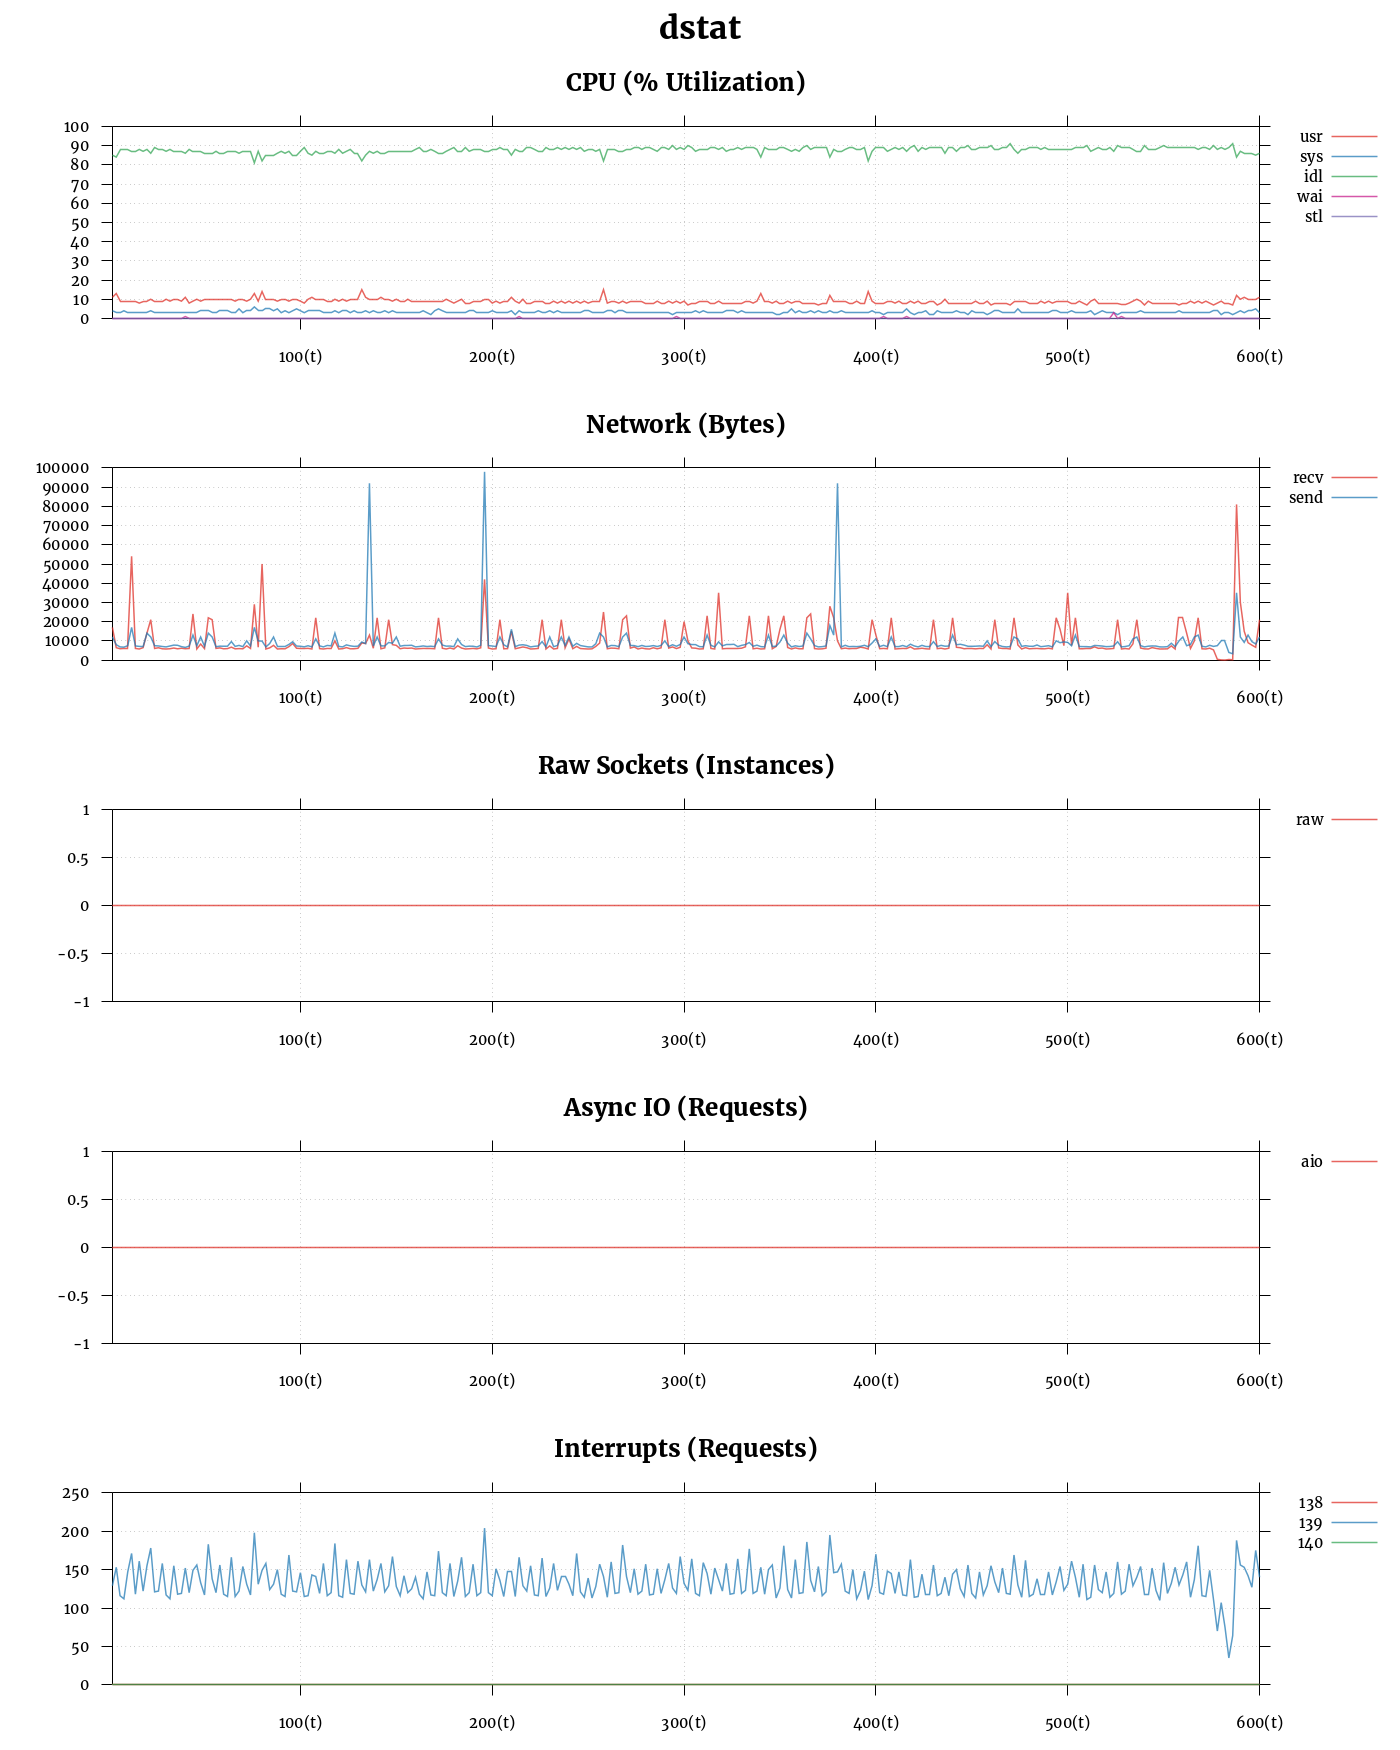 dstat
CPU (% Utilization)
100
90
80
70
60
50
40
30
20
10
0
usr
sys
idl
wai
stl
100(t) 200(t) 300(t) 400(t) 500(t) 600(t)
Network (Bytes)
100000
90000
80000
70000
60000
50000
40000
30000
20000
10000
0
recv
send
100(t) 200(t) 300(t) 400(t) 500(t) 600(t)
Raw Sockets (Instances)
1
0.5
0
-0.5
-1
raw
100(t) 200(t) 300(t) 400(t) 500(t) 600(t)
Async IO (Requests)
1
0.5
0
-0.5
-1
aio
100(t) 200(t) 300(t) 400(t) 500(t) 600(t)
Interrupts (Requests)
250
200
150
100
50
0
138
139
140
100(t) 200(t) 300(t) 400(t) 500(t) 600(t)